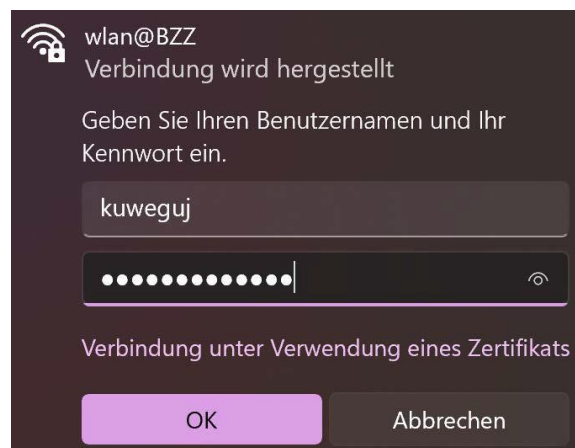 wlan@BZZ
Verbindung wird hergestellt
Geben Sie Ihren Benutzernamen und Ihr
Kennwort ein.
kuweguj
●●●●●●●●●●●●●
Verbindung unter Verwendung eines Zertifikats
OK
Abbrechen